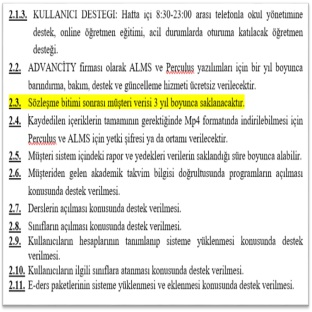 2.1.3. KULLANICI DESTEGI: Hafta içi 8:30-23:00 arası telefonla okul yönetimine
destek, online öğretmen eğitimi, acil durumlarda oturuma katılacak öğretmen
desteği.
2.2. ADVANCİTY firması olarak ALMS ve Perculus yazılımları için bir yıl boyunca
barındırma, bakım, destek ve güncelleme hizmeti ücretsiz verilecektir.
2.3. Sözleşme bitimi sonrası müşteri verisi 3 yıl boyunca saklanacaktır.
2.4. Kaydedilen içeriklerin tamamının gerektiğinde Mp4 formatında indirilebilmesi için
Perculus ve ALMS için yetki şifresi ya da ortamı verilecektir.
2.5. Müşteri sistem içindeki rapor ve yedekleri verilerin saklandığı süre boyunca alabilir.
2.6. Müşteriden gelen akademik takvim bilgisi doğrultusunda programların açılması
konusunda destek verilmesi.
2.7. Derslerin açılması konusunda destek verilmesi.
2.8. Sınıfların açılması konusunda destek verilmesi.
2.9. Kullanıcıların hesaplarının tanımlanıp sisteme yüklenmesi konusunda destek
verilmesi.
2.10. Kullanıcıların ilgili sınıflara atanması konusunda destek verilmesi.
2.11. E-ders paketlerinin sisteme yüklenmesi ve eklenmesi konusunda destek verilmesi.